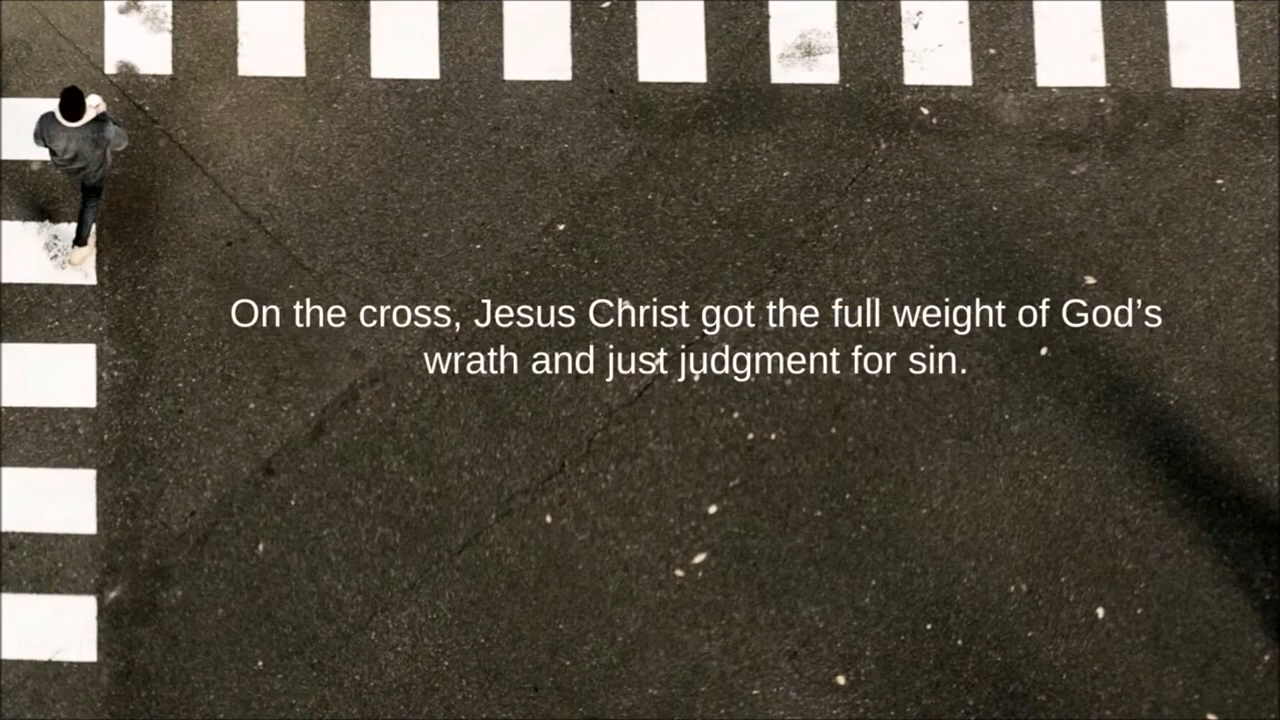 On the cross, Jesus Christ got the full weight of God’s
wrath and just judgment for sin.